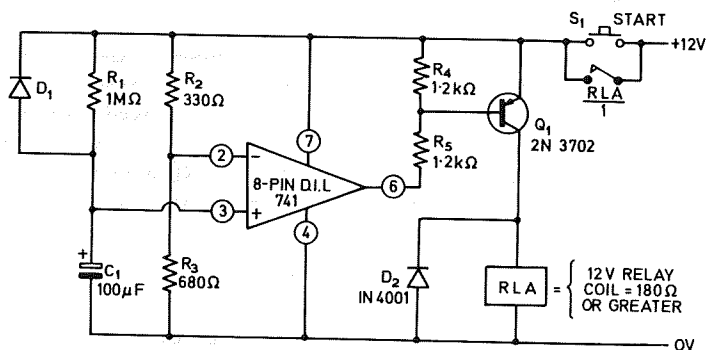 S1 START
+12V
RLA
1
D1
R1
1MΩ
R2
330Ω
R4
1·2kΩ
Q1
2N 3702
R5
1·2kΩ
7
2
−
8-PIN D.I.L
741
6
3
+
4
+
C1
100µF
R3
680Ω
D2
IN 4001
RLA = { 12V RELAY
COIL = 180Ω
OR GREATER
0V